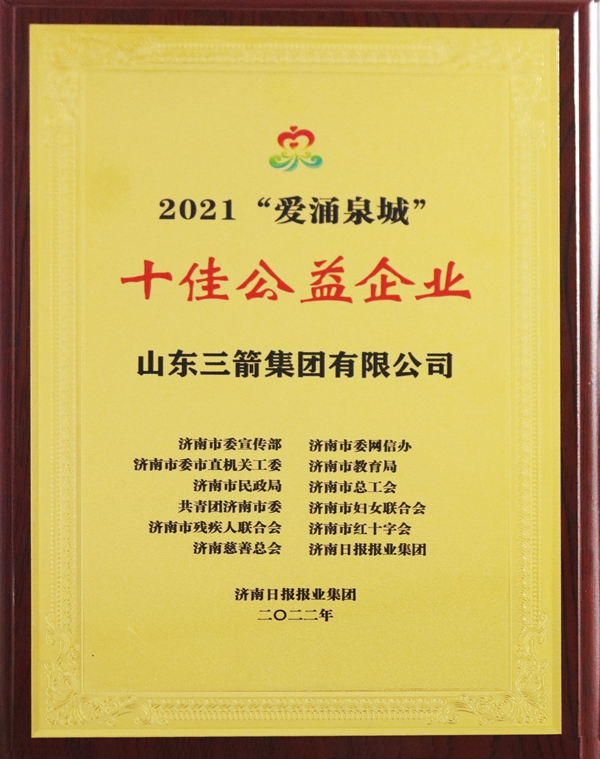 2021“爱涌泉城”
十佳公益企业
山东三箭集团有限公司
济南市委宣传部 济南市委网信办
济南市委市直机关工委 济南市教育局
济南市民政局 济南市总工会
共青团济南市委 济南市妇女联合会
济南市残疾人联合会 济南市红十字会
济南慈善总会 济南日报报业集团
济南日报报业集团
二〇二二年